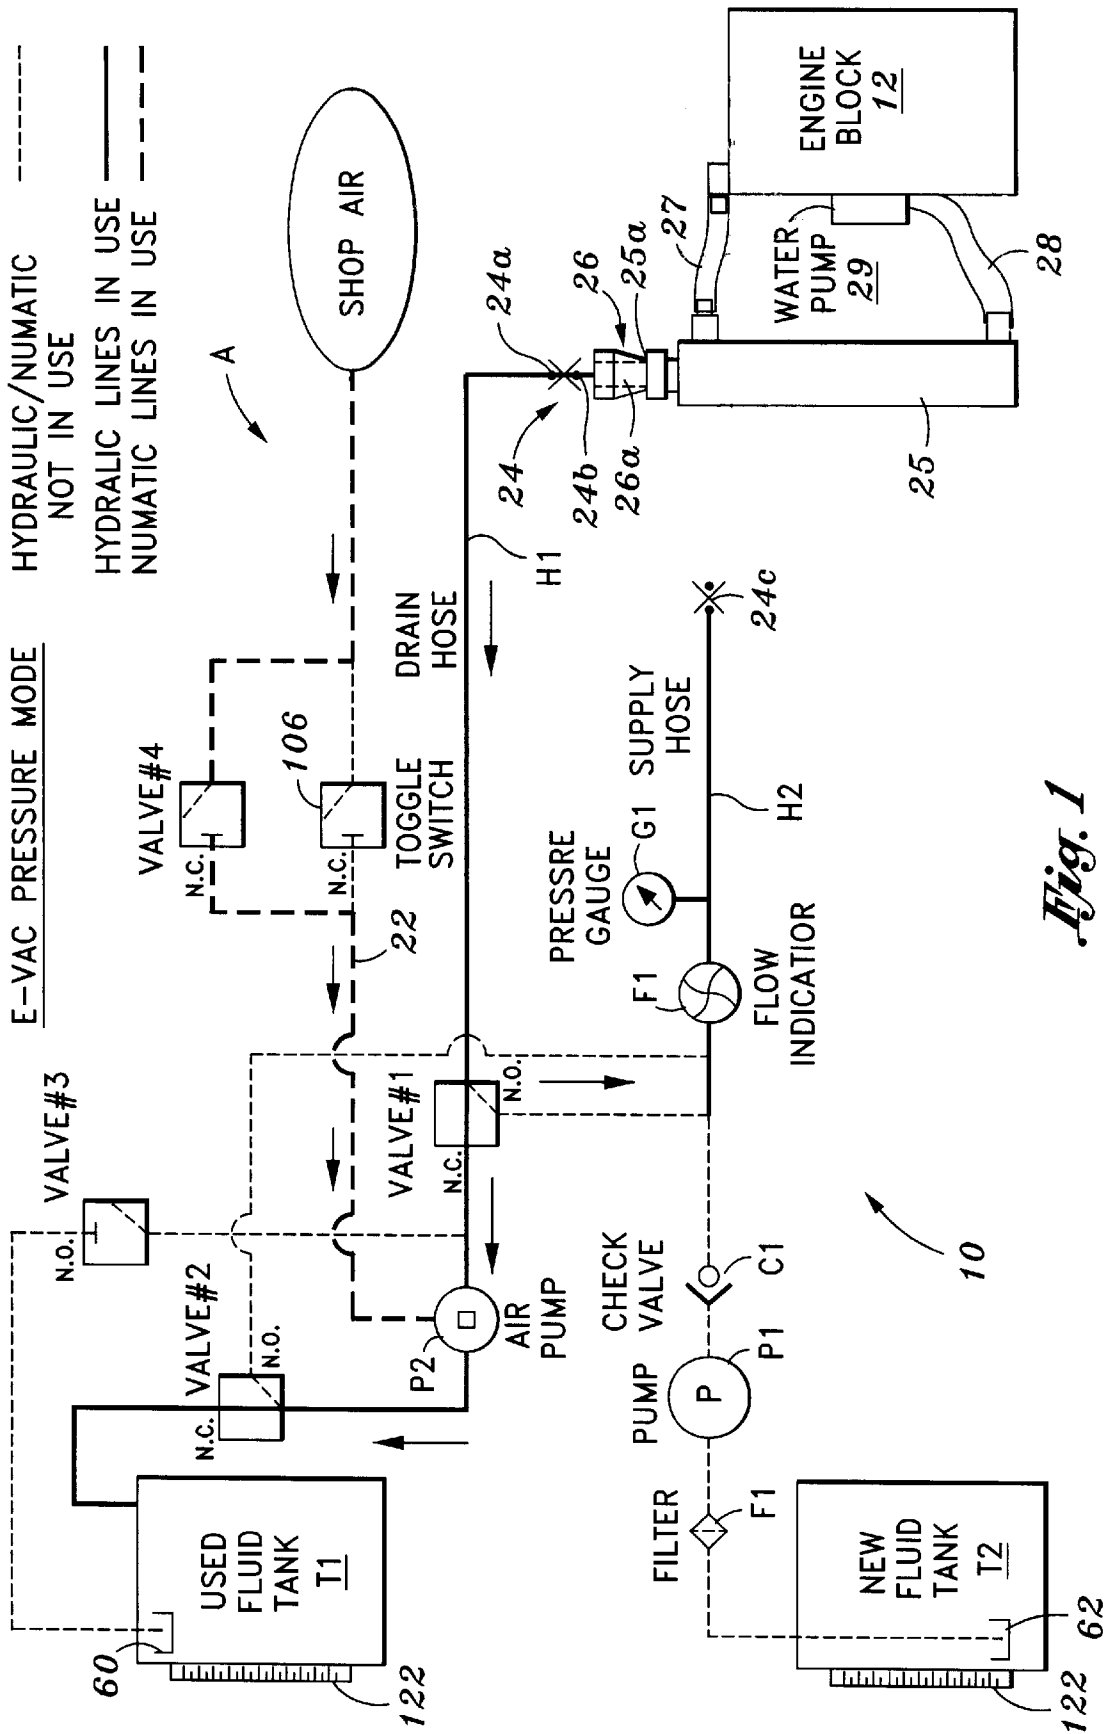 E-VAC PRESSURE MODE
HYDRAULIC/NUMATIC
NOT IN USE
HYDRALIC LINES IN USE
NUMATIC LINES IN USE
VALVE#3
N.O.
VALVE#4
N.C.
A
SHOP AIR
106
N.C.
TOGGLE
SWITCH
22
VALVE#2
N.C.
N.O.
60
USED
FLUID
TANK
T1
122
P2
AIR
PUMP
VALVE#1
N.C.
N.O.
DRAIN
HOSE
H1
24a
24
24b
26
26a
25a
25
27
ENGINE
BLOCK
12
WATER
PUMP
29
28
PRESSRE
GAUGE
G1
SUPPLY
HOSE
H2
24c
F1
FLOW
INDICATIOR
CHECK
VALVE
C1
PUMP
P
P1
FILTER
F1
NEW
FLUID
TANK
T2
62
122
10
Fig. 1